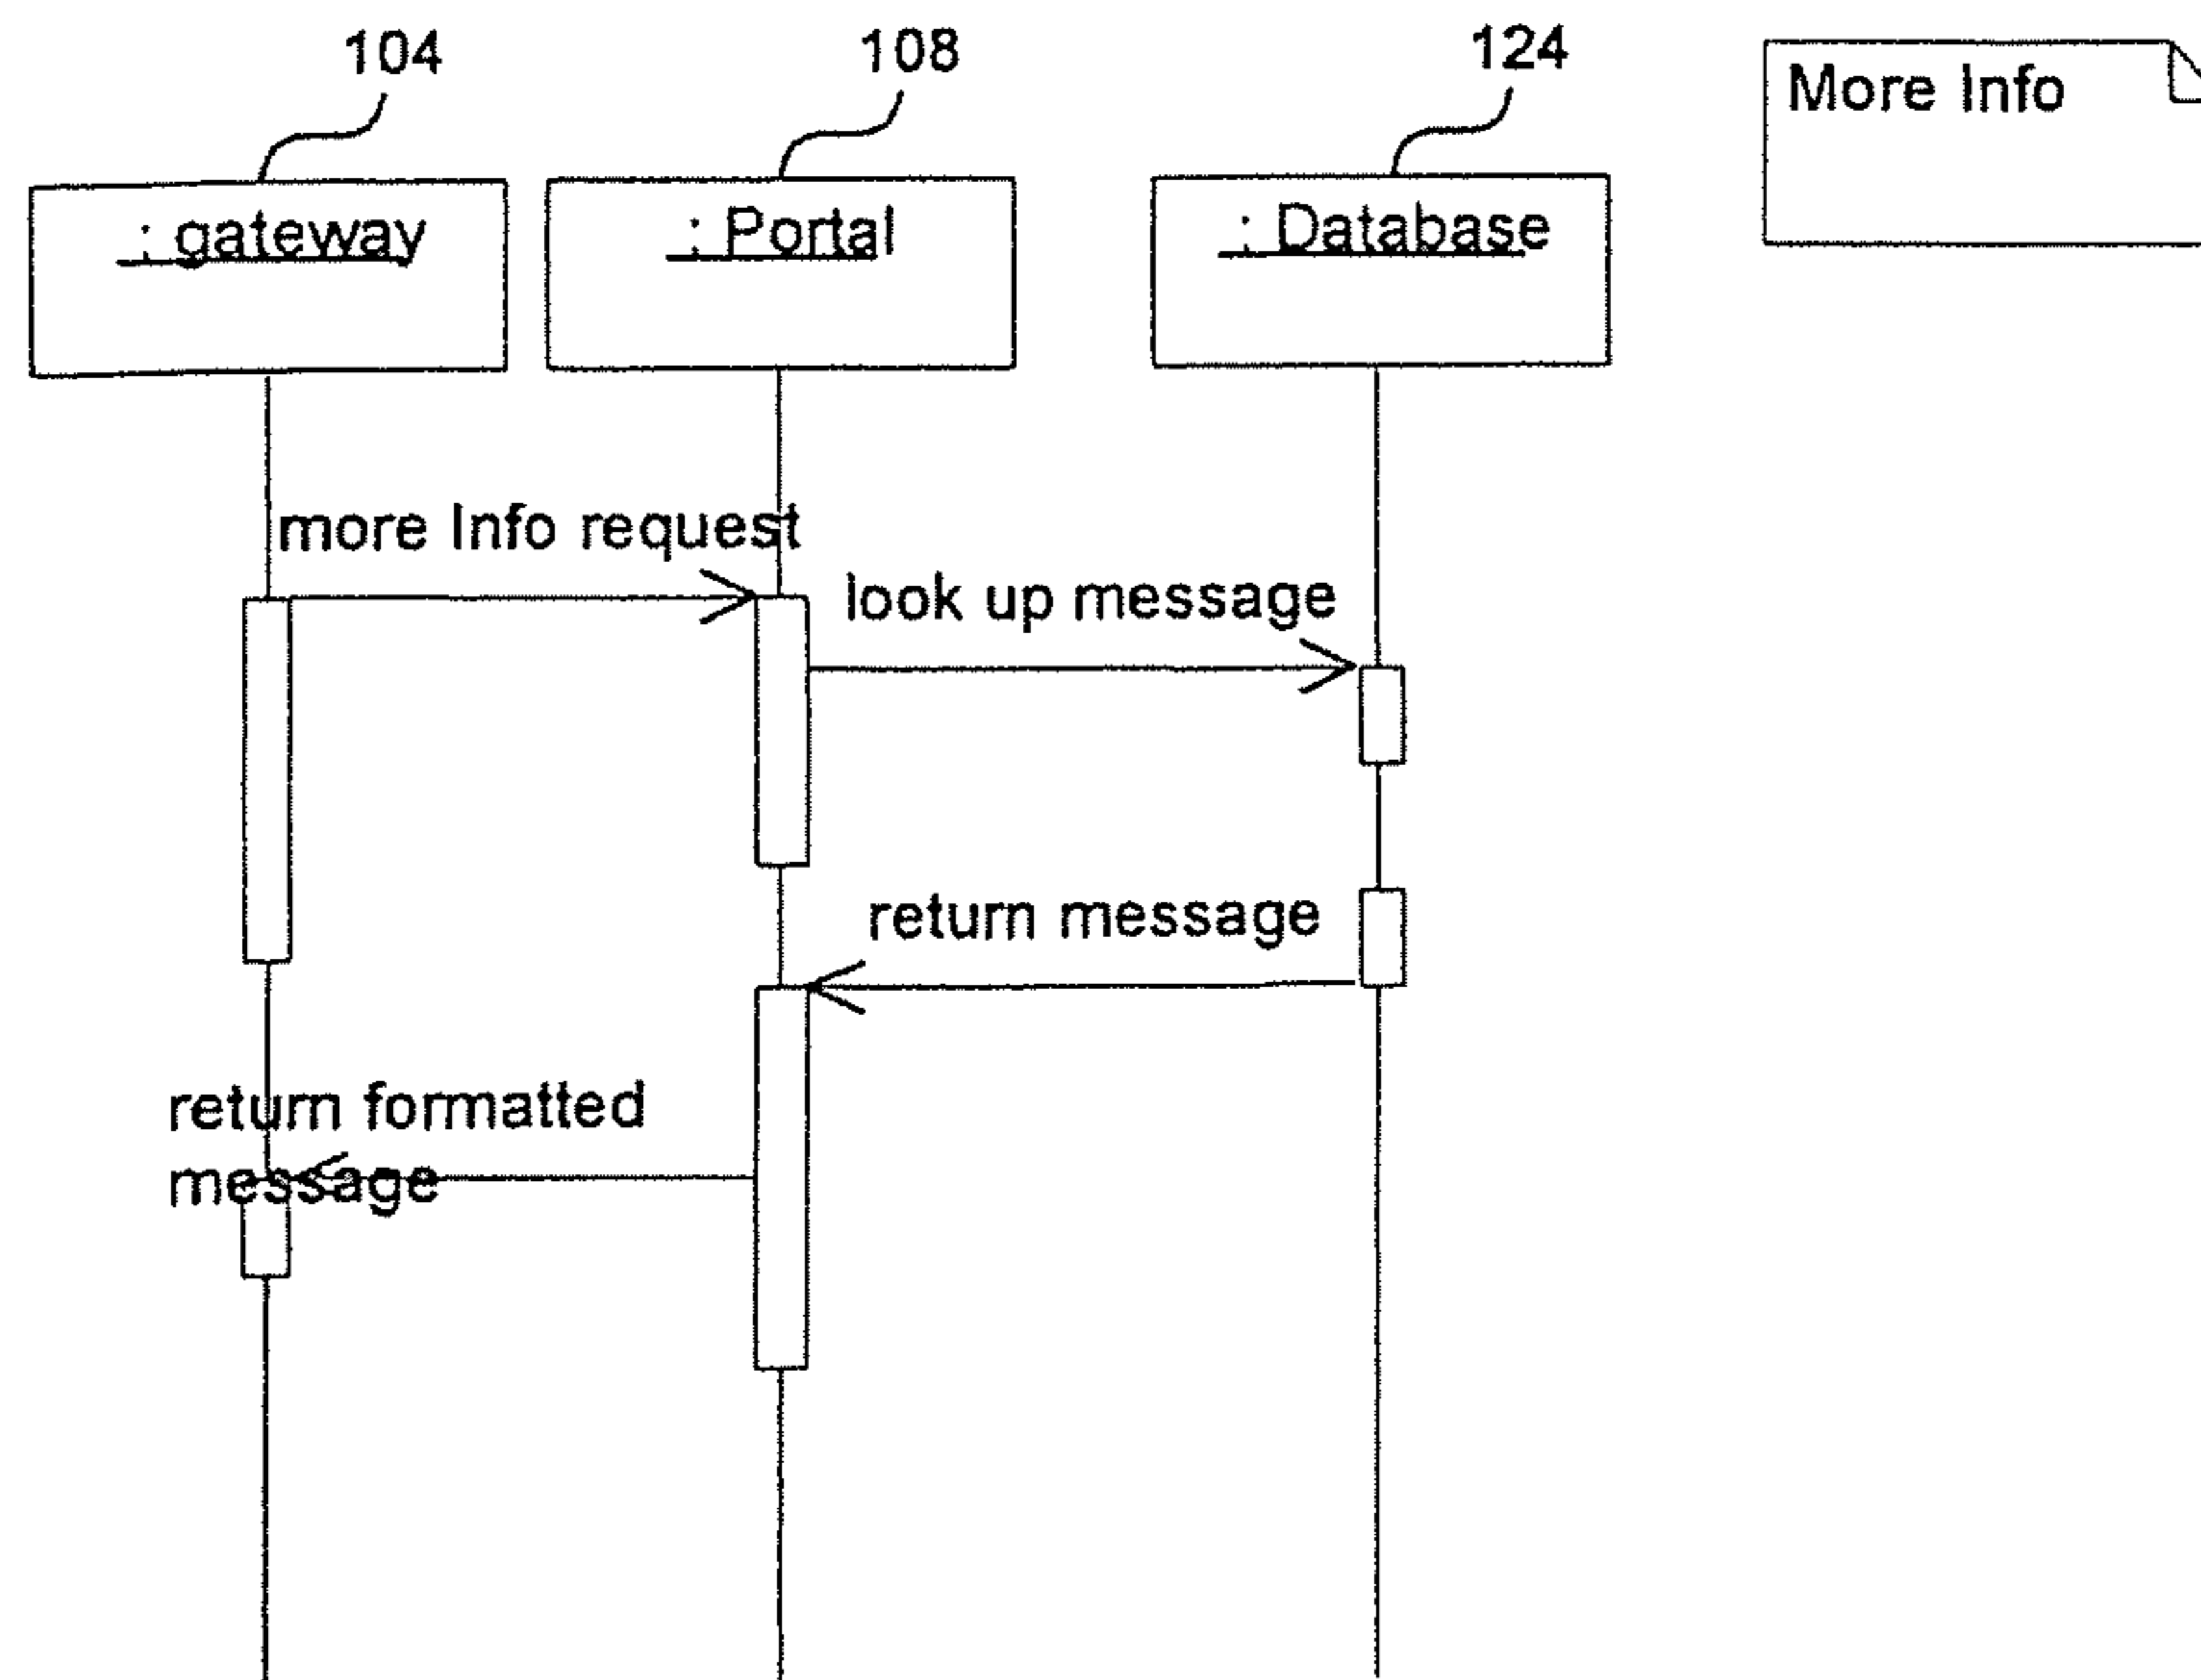 104
108
124
More Info
: gateway
: Portal
: Database
more Info request
look up message
return message
return formatted
message